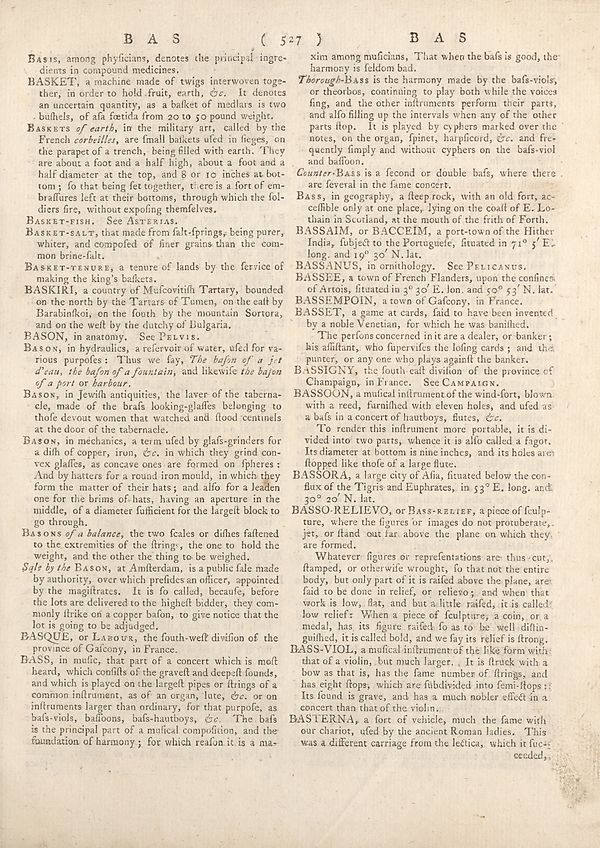 BAS ( 527 ) BAS
BASIS, among phyſicians, denotes the principal ingre-
dients in compound medicines.
BASKET, a machine made of twigs interwoven toge-
ther, in order to hold fruit, earth, &c. It denotes
an uncertain quantity, as a baſket of medlars is two
buſhels, of aſa fœtida from 20 to 50 pound weight.
BASKETS of earth, in the military art, called by the
French corbeilles, are ſmall baſkets uſed in ſieges, on
the parapet of a trench, being filled with earth. They
are about a foot and a half high, about a foot and a
half diameter at the top, and 8 or 10 inches at bot-
tom; ſo that being ſet together, there is a ſort of em-
braſſures left at their bottoms, through which the ſol-
diers fire, without expoſing themſelves.
BASKET-FISH. See ASTERIAS.
BASKET-SALT, that made from ſalt-ſprings, being purer,
whiter, and compoſed of finer grains than the com-
mon brine-ſalt.
BASKET-TENURE, a tenure of lands by the ſervice of
making the king's baſkets.
BASKIRI, a country of Muſcovitiſh Tartary, bounded
on the north by the Tartars of Tumen, on the eaſt by
Barabinſkoi, on the ſouth by the mountain Sortora,
and on the weſt by the dutchy of Bulgaria.
BASON, in anatomy. See PELVIS.
BASON, in hydraulics, a reſervoir of water, uſed for va-
rious purpoſes: Thus we ſay, The baſon of a jet
d'eau, the baſon of a fountain, and likewiſe the baſon
of a port or harbour.
BASON, in Jewiſh antiquities, the laver of the taberna-
cle, made of the braſs looking-glaſſes belonging to
thoſe devout women that watched and ſtood centinels
at the door of the tabernacle.
BASON, in mechanics, a term uſed by glaſs-grinders for
a diſh of copper, iron, &c. in which they grind con-
vex glaſſes, as concave ones are formed on ſpheres:
And by hatters for a round iron mould, in which they
form the matter of their hats; and alſo for a leaden
one for the brims of hats, having an aperture in the
middle, of a diameter ſufficient for the largeſt block to
go through.
BASONS of a balance, the two ſcales or diſhes faſtened
to the extremities of the ſtrings, the one to hold the
weight, and the other the thing to be weighed.
Sale by the BASON, at Amſterdam, is a public ſale made
by authority, over which preſides an officer, appointed
by the magiſtrates. It is ſo called, becauſe, before
the lots are delivered to the higheſt bidder, they com-
monly ſtrike on a copper baſon, to give notice that the
lot is going to be adjudged.
BASQUE, or LABOUR, the ſouth-weſt diviſion of the
province of Gaſcony, in France.
BASS, in muſic, that part of a concert which is moſt
heard, which conſiſts of the graveſt and deepeſt ſounds,
and which is played on the largeſt pipes or ſtrings of a
common inſtrument, as of an organ, lute, &c. or on
inſtruments larger than ordinary, for that purpoſe, as
baſs-viols, baſſoons, baſs-hautboys, &c. The baſs
is the principal part of a muſical compoſition, and the
foundation of harmony; for which reaſon it is a ma-
xim among muſicians, That when the baſs is good, the
harmony is ſeldom bad.
Thorough-BASS is the harmony made by the baſs-viols,
or theorbos, continuing to play both while the voices
ſing, and the other inſtruments perform their parts,
and alſo filling up the intervals when any of the other
parts ſtop. It is played by cyphers marked over the
notes, on the organ, ſpinet, harpſicord, &c. and fre-
quently ſimply and without cyphers on the baſs-viol
and baſſoon.
Counter-BASS is a ſecond or double baſs, where there
are ſeveral in the ſame concert.
BASS, in geography, a ſteep rock, with an old fort, ac-
ceſſible only at one place, lying on the coaſt of E. Lo-
thain in Scotland, at the mouth of the frith of Forth.
BASSAIM, or BACCEIM, a port-town of the Hither
India, ſubject to the Portugueſe, ſituated in 71° 5′ E.
long. and 19° 30′ N. lat.
BASSANUS, in ornithology. See PELICANUS.
BASSEE, a town of French Flanders, upon the confines
of Artois, ſituated in 3° 30′ E. lon. and 50° 53′ N. lat.
BASSEMPOIN, a town of Gaſcony, in France.
BASSET, a game at cards, ſaid to have been invented
by a noble Venetian, for which he was baniſhed.
The perſons concerned in it are a dealer, or banker;
his aſſiſtant, who ſuperviſes the loſing cards; and the
punter, or any one who plays againſt the banker.
BASSIGNY, the ſouth eaſt diviſion of the province of
Champaign, in France. See CAMPAIGN.
BASSOON, a muſical inſtrument of the wind-ſort, blown
with a reed, furniſhed with eleven holes, and uſed as
a baſs in a concert of hautboys, flutes, &c.
To render this inſtrument more portable, it is di-
vided into two parts, whence it is alſo called a fagot.
Its diameter at bottom is nine inches, and its holes are
ſtopped like thoſe of a large flute.
BASSORA, a large city of Aſia, ſituated below the con-
flux of the Tigris and Euphrates, in 53° E. long. and
30° 20′ N. lat.
BASSO-RELIEVO, or BASS-RELIEF, a piece of ſculp-
ture, where the figures or images do not protuberate,
jet, or ſtand out far above the plane on which they
are formed.
Whatever figures or repreſentations are thus cut,
ſtamped, or otherwiſe wrought, ſo that not the entire
body, but only part of it is raiſed above the plane, are
ſaid to be done in relief, or relievo; and when that
work is low, flat, and but a little raiſed, it is called
low relief: When a piece of ſculpture, a coin, or a
medal, has its figure raiſed ſo as to be well diſtin-
guiſhed, it is called bold, and we ſay its relief is ſtrong.
BASS-VIOL, a muſical inſtrument of the like form with
that of a violin, but much larger. It is ſtruck with a
bow as that is, has the ſame number of ſtrings, and
has eight ſtops, which are ſubdivided into ſemi-ſtops:
Its ſound is grave, and has a much nobler effect in a
concert than that of the violin.
BASTERNA, a ſort of vehicle, much the ſame with
our chariot, uſed by the ancient Roman ladies. This
was a different carriage from the lectica, which it ſuc-
ceeded,